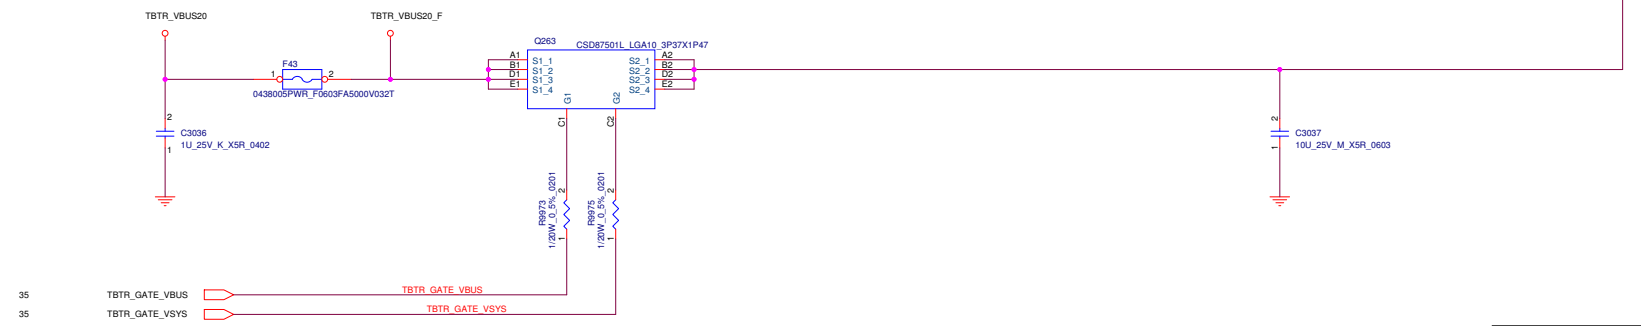 TBTR_VBUS20
TBTR_VBUS20_F
Q263
CSD87501L_LGA10_3P37X1P47
A1
B1
D1
E1
S1_1
S1_2
S1_3
S1_4
S2_1
S2_2
S2_3
S2_4
A2
B2
D2
E2
G1
G2
C1
C2
F43
1
2
0438005PWR_F0603FA5000V032T
2
C3036
1U_25V_K_X5R_0402
1
2
C3037
10U_25V_M_X5R_0603
1
R9973
1/20W_0_5%_0201
2
1
R9975
1/20W_0_5%_0201
2
1
35
TBTR_GATE_VBUS
TBTR_GATE_VBUS
35
TBTR_GATE_VSYS
TBTR_GATE_VSYS